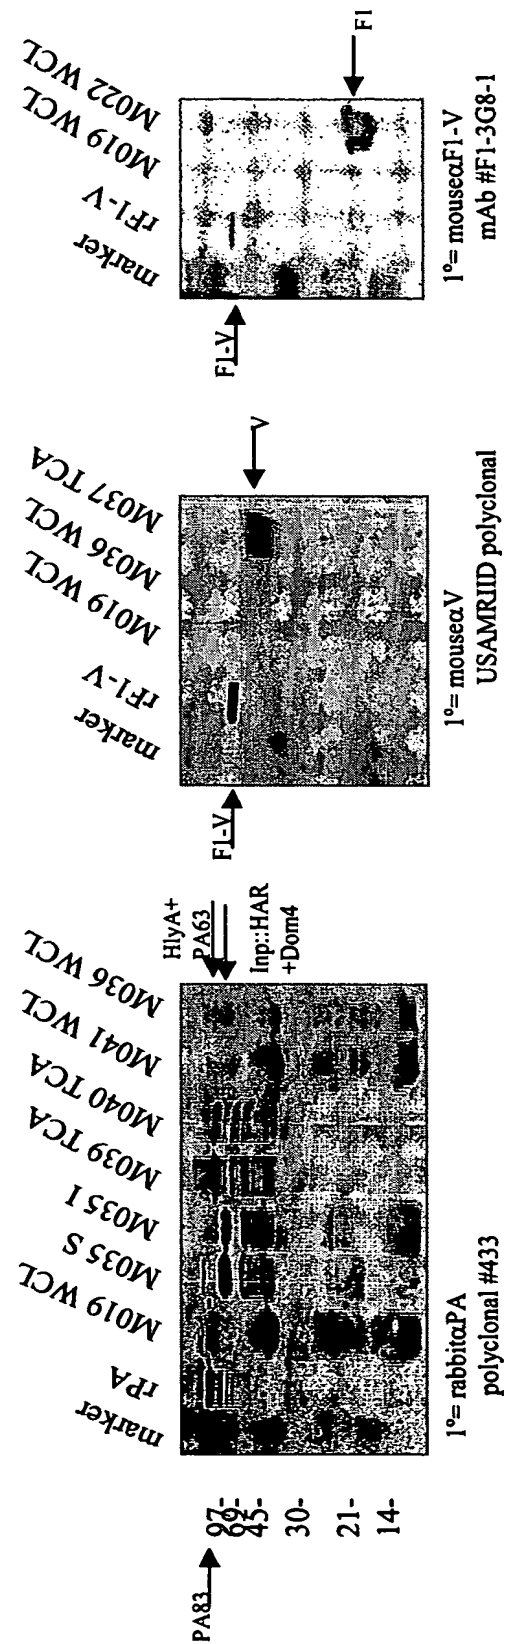 PA83
97-
69-
45-
30-
21-
14-
marker
rPA
M019 WCL
M035 S
M035 I
M039 TCA
M040 TCA
M041 WCL
M036 WCL
HlyA+
PA63
Inp::HAR
+Dom4
1°= rabbitαPA
polyclonal #433
F1-V
marker
rF1-V
M019 WCL
M036 WCL
M037 TCA
V
1°= mouseαV
USAMRIID polyclonal
F1-V
marker
rF1-V
M019 WCL
M022 WCL
F1
1°= mouseαF1-V
mAb #F1-3G8-1